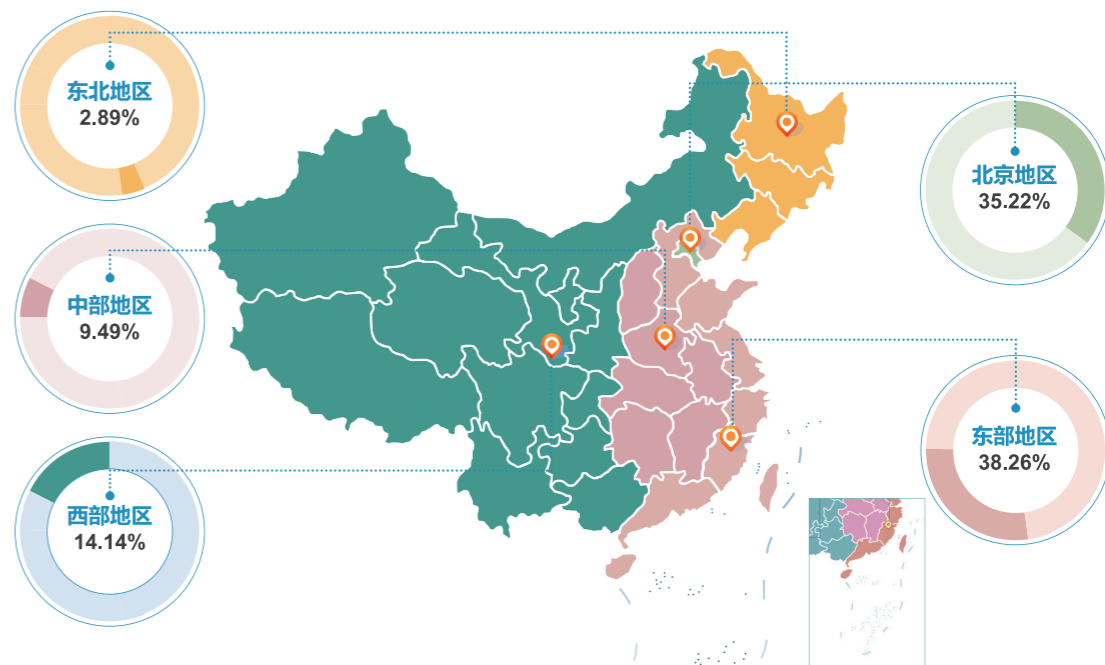 东北地区
2.89%
北京地区
35.22%
中部地区
9.49%
东部地区
38.26%
西部地区
14.14%